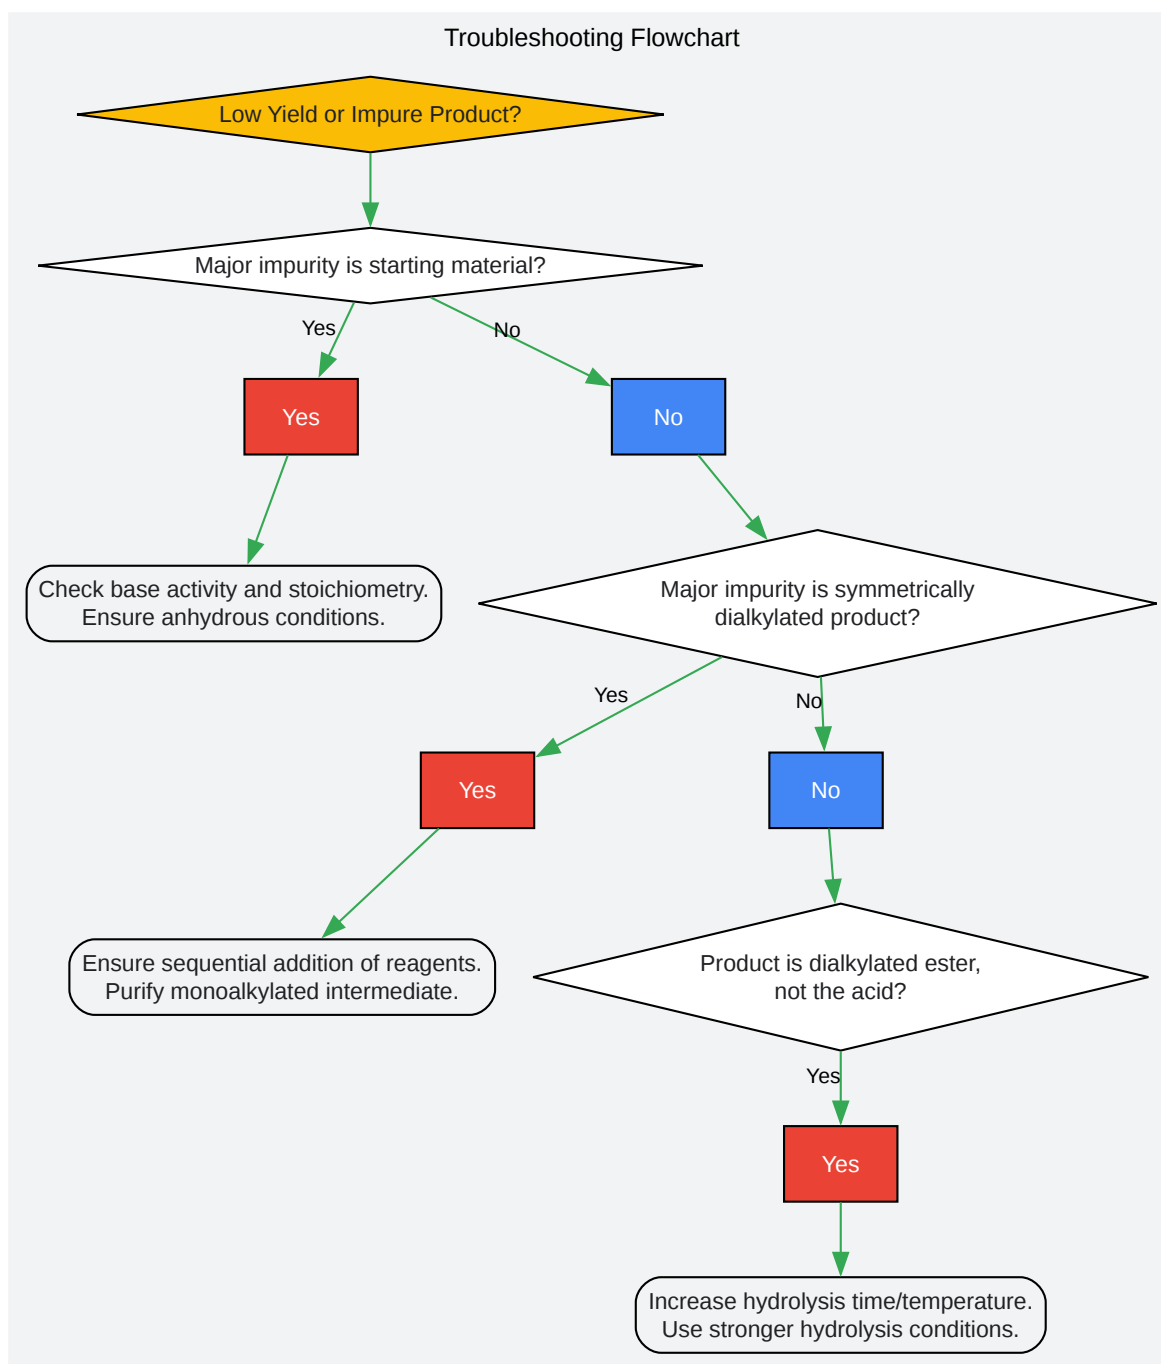 Troubleshooting Flowchart
Low Yield or Impure Product?
Major impurity is starting material?
Yes
No
Yes
No
Check base activity and stoichiometry.
Ensure anhydrous conditions.
Major impurity is symmetrically
dialkylated product?
Yes
No
Yes
No
Ensure sequential addition of reagents.
Purify monoalkylated intermediate.
Product is dialkylated ester,
not the acid?
Yes
Yes
Increase hydrolysis time/temperature.
Use stronger hydrolysis conditions.